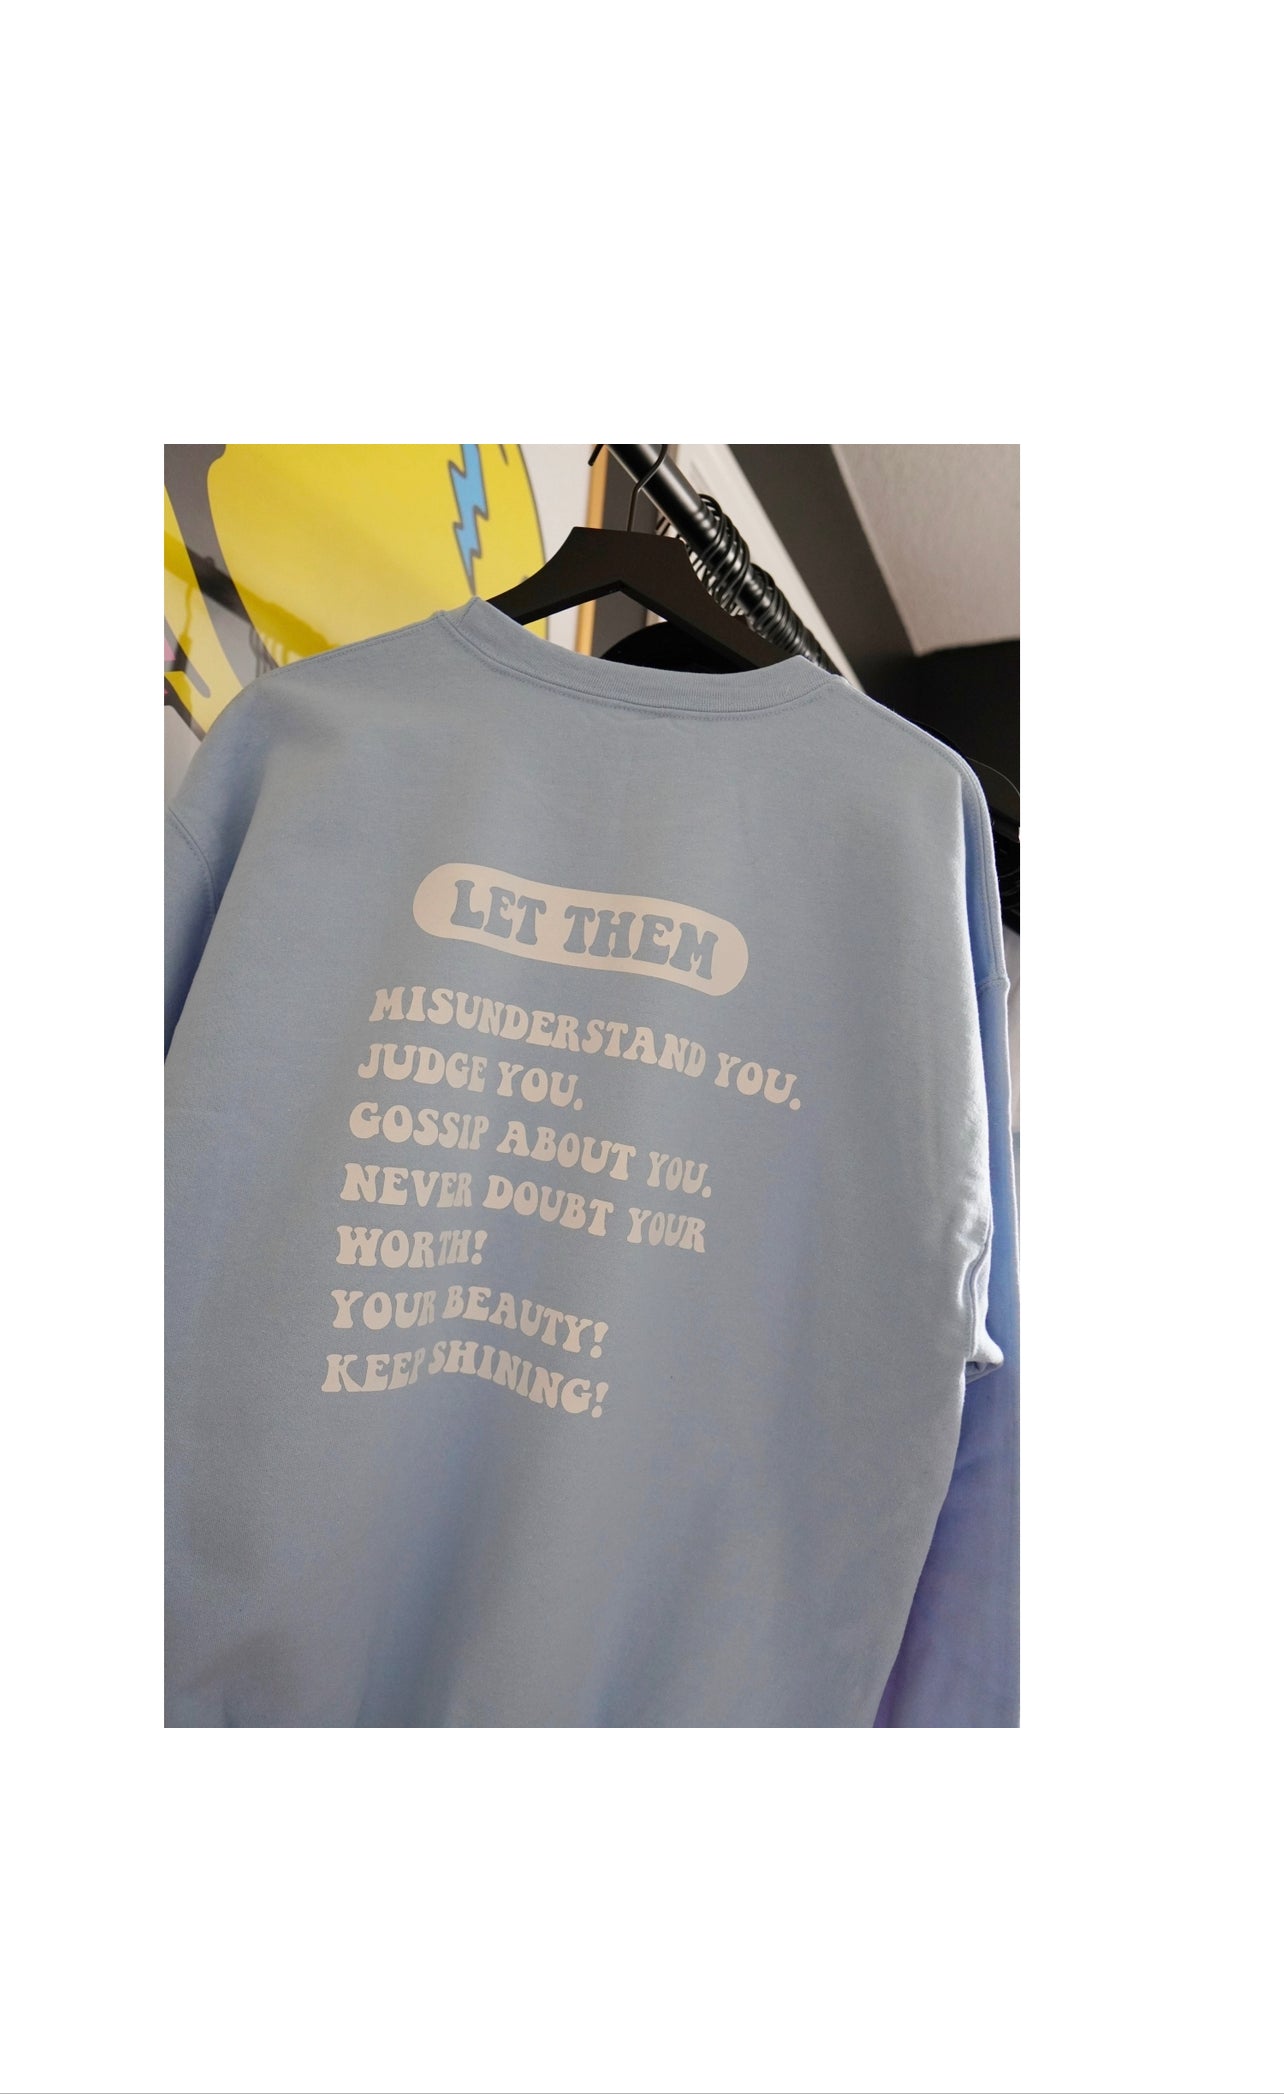 LET THEM
MISUNDERSTAND YOU.
JUDGE YOU.
GOSSIP ABOUT YOU.
NEVER DOUBT YOUR
WORTH!
YOUR BEAUTY!
KEEP SHINING!